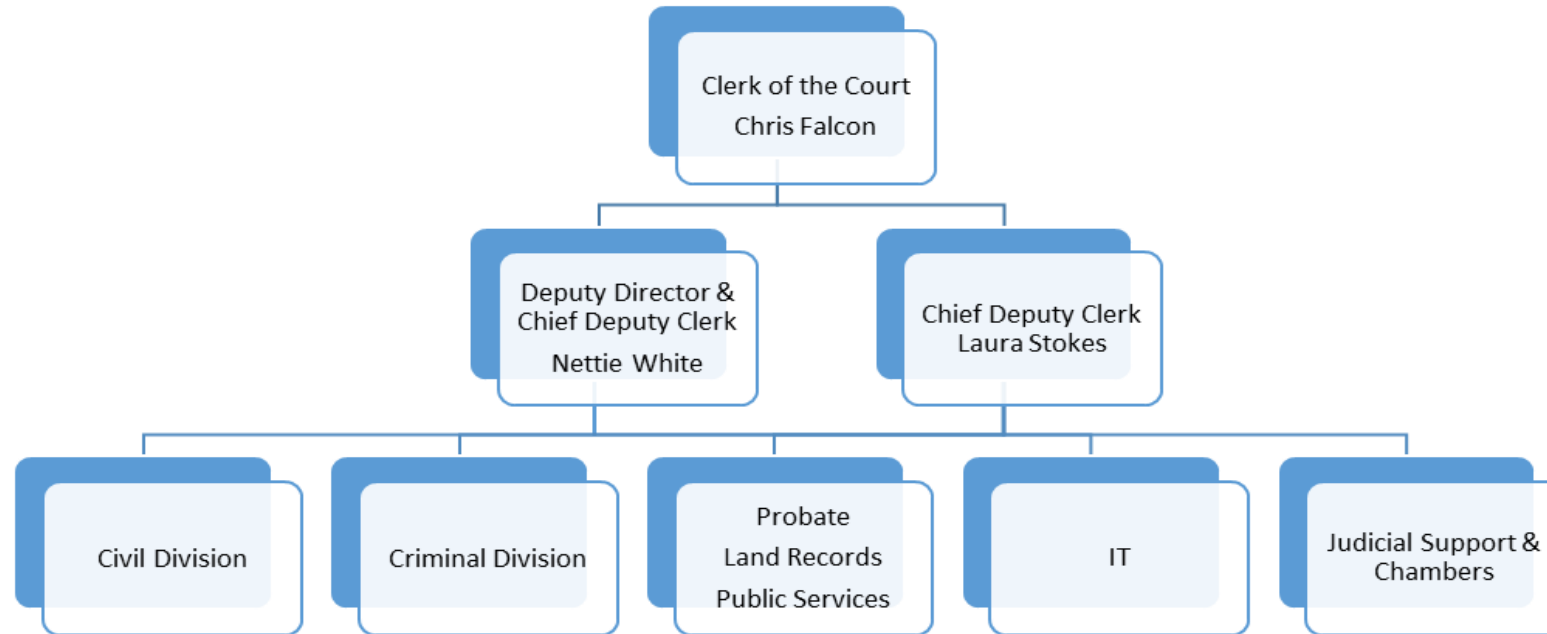 Clerk of the Court
Chris Falcon
Deputy Director &
Chief Deputy Clerk
Nettie White
Chief Deputy Clerk
Laura Stokes
Civil Division
Criminal Division
Probate
Land Records
Public Services
IT
Judicial Support &
Chambers